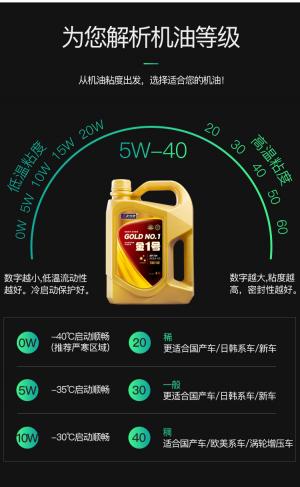 为您解析机油等级
从机油粘度出发，选择适合您的机油！
低温粘度
0W 5W 10W 15W 20W
5W-40
20 30 40 50 60
高温粘度
GOLD NO.1
金1号
数字越小,低温流动性
越好。冷启动保护好。
数字越大,粘度越
高，密封性越好。
0W
-40℃启动顺畅
(推荐严寒区域)
20
稀
更适合国产车/日韩系车/新车
5W
-35℃启动顺畅
30
一般
更适合国产车/日韩系车/新车
10W
-30℃启动顺畅
40
稠
适合国产车/欧美系车/涡轮增压车